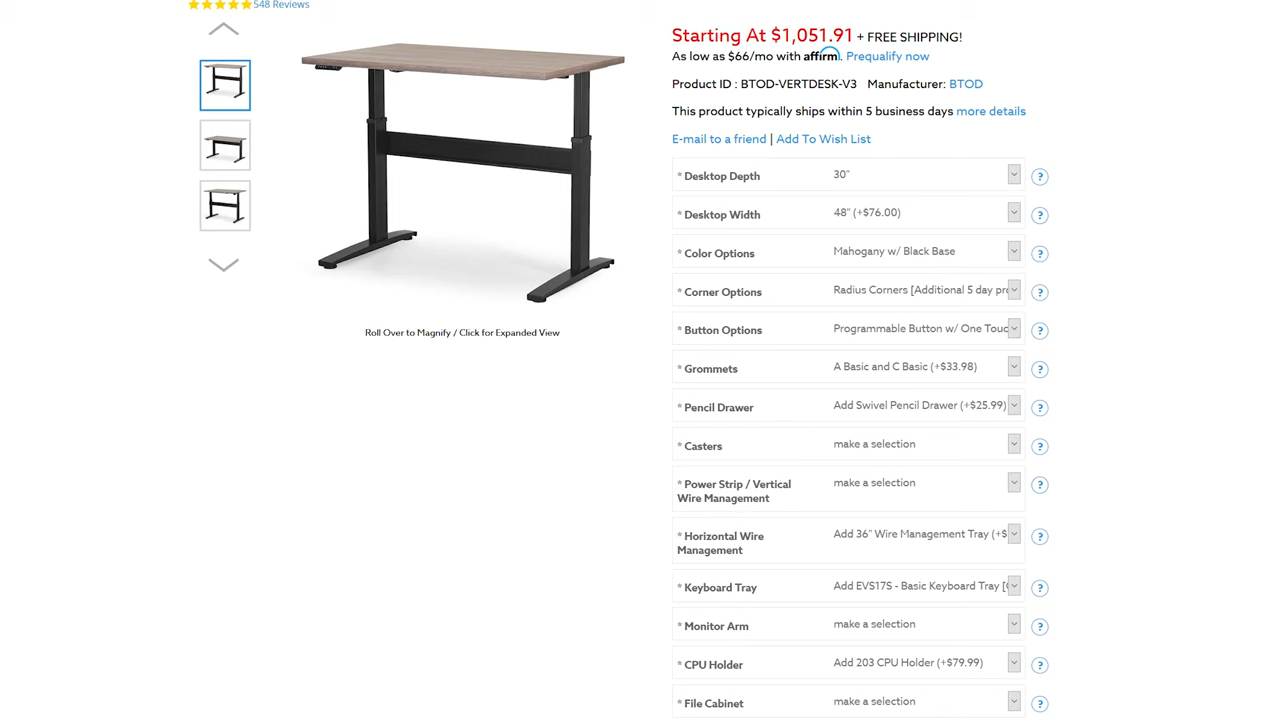 548 Reviews
Roll Over to Magnify / Click for Expanded View
Starting At $1,051.91 + FREE SHIPPING!
As low as $66/mo with affirm. Prequalify now
Product ID : BTOD-VERTDESK-V3 Manufacturer: BTOD
This product typically ships within 5 business days more details
E-mail to a friend | Add To Wish List
* Desktop Depth 30" ?
* Desktop Width 48" (+$76.00) ?
* Color Options Mahogany w/ Black Base ?
* Corner Options Radius Corners [Additional 5 day pro ?
* Button Options Programmable Button w/ One Touc ?
* Grommets A Basic and C Basic (+$33.98) ?
* Pencil Drawer Add Swivel Pencil Drawer (+$25.99) ?
* Casters make a selection ?
* Power Strip / Vertical make a selection ?
Wire Management
* Horizontal Wire Add 36" Wire Management Tray (+$ ?
Management
* Keyboard Tray Add EVS17S - Basic Keyboard Tray [ ?
* Monitor Arm make a selection ?
* CPU Holder Add 203 CPU Holder (+$79.99) ?
* File Cabinet make a selection ?